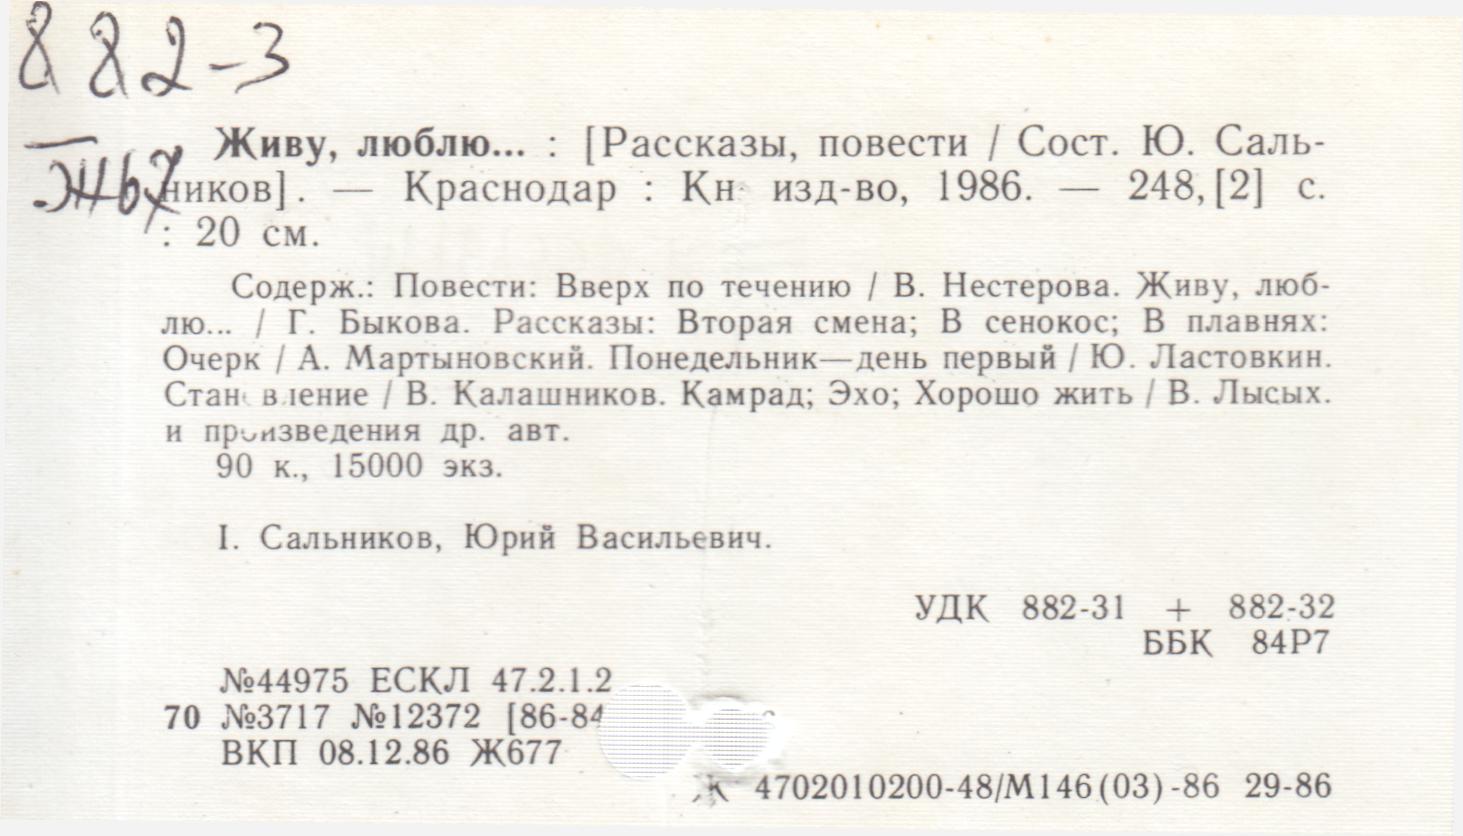 882-3
Ж67
Живу, люблю... : [Рассказы, повести / Сост. Ю. Саль-
ников]. — Краснодар : Кн. изд-во, 1986. — 248, [2] с.
: 20 см.
Содерж.: Повести: Вверх по течению / В. Нестерова. Живу, люб-
лю... / Г. Быкова. Рассказы: Вторая смена; В сенокос; В плавнях:
Очерк / А. Мартыновский. Понедельник—день первый / Ю. Ластовкин.
Становление / В. Калашников. Камрад; Эхо; Хорошо жить / В. Лысых.
и произведения др. авт.
90 к., 15000 экз.
I. Сальников, Юрий Васильевич.
УДК 882-31 + 882-32
ББК 84Р7
№44975 ЕСКЛ 47.2.1.2
70 №3717 №12372 [86-84
ВКП 08.12.86 Ж677
Ж 4702010200-48/М146(03)-86 29-86